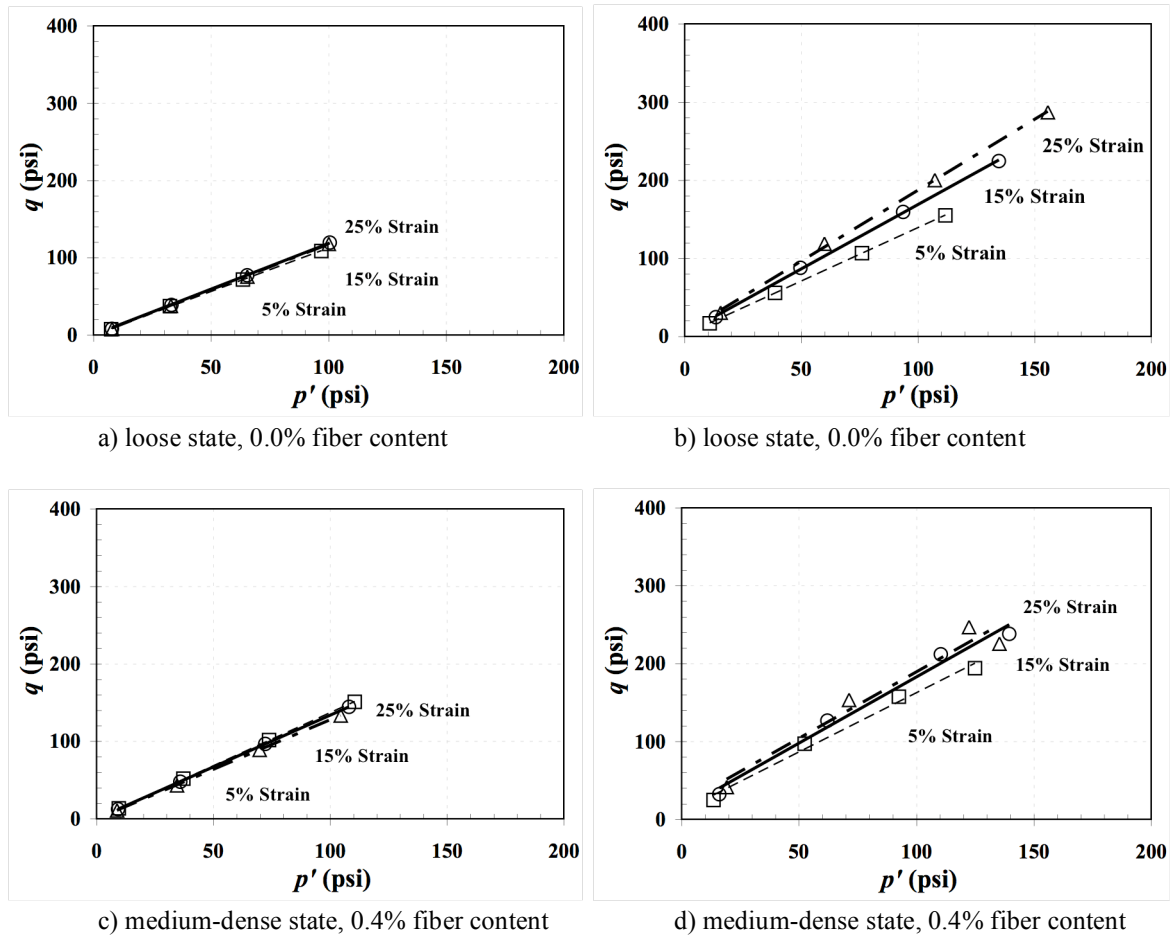 400
300
200
100
0
q (psi)
25% Strain
15% Strain
5% Strain
0 50 100 150 200
p' (psi)
a) loose state, 0.0% fiber content
400
300
200
100
0
q (psi)
25% Strain
15% Strain
5% Strain
0 50 100 150 200
p' (psi)
b) loose state, 0.0% fiber content
400
300
200
100
0
q (psi)
25% Strain
15% Strain
5% Strain
0 50 100 150 200
p' (psi)
c) medium-dense state, 0.4% fiber content
400
300
200
100
0
q (psi)
25% Strain
15% Strain
5% Strain
0 50 100 150 200
p' (psi)
d) medium-dense state, 0.4% fiber content